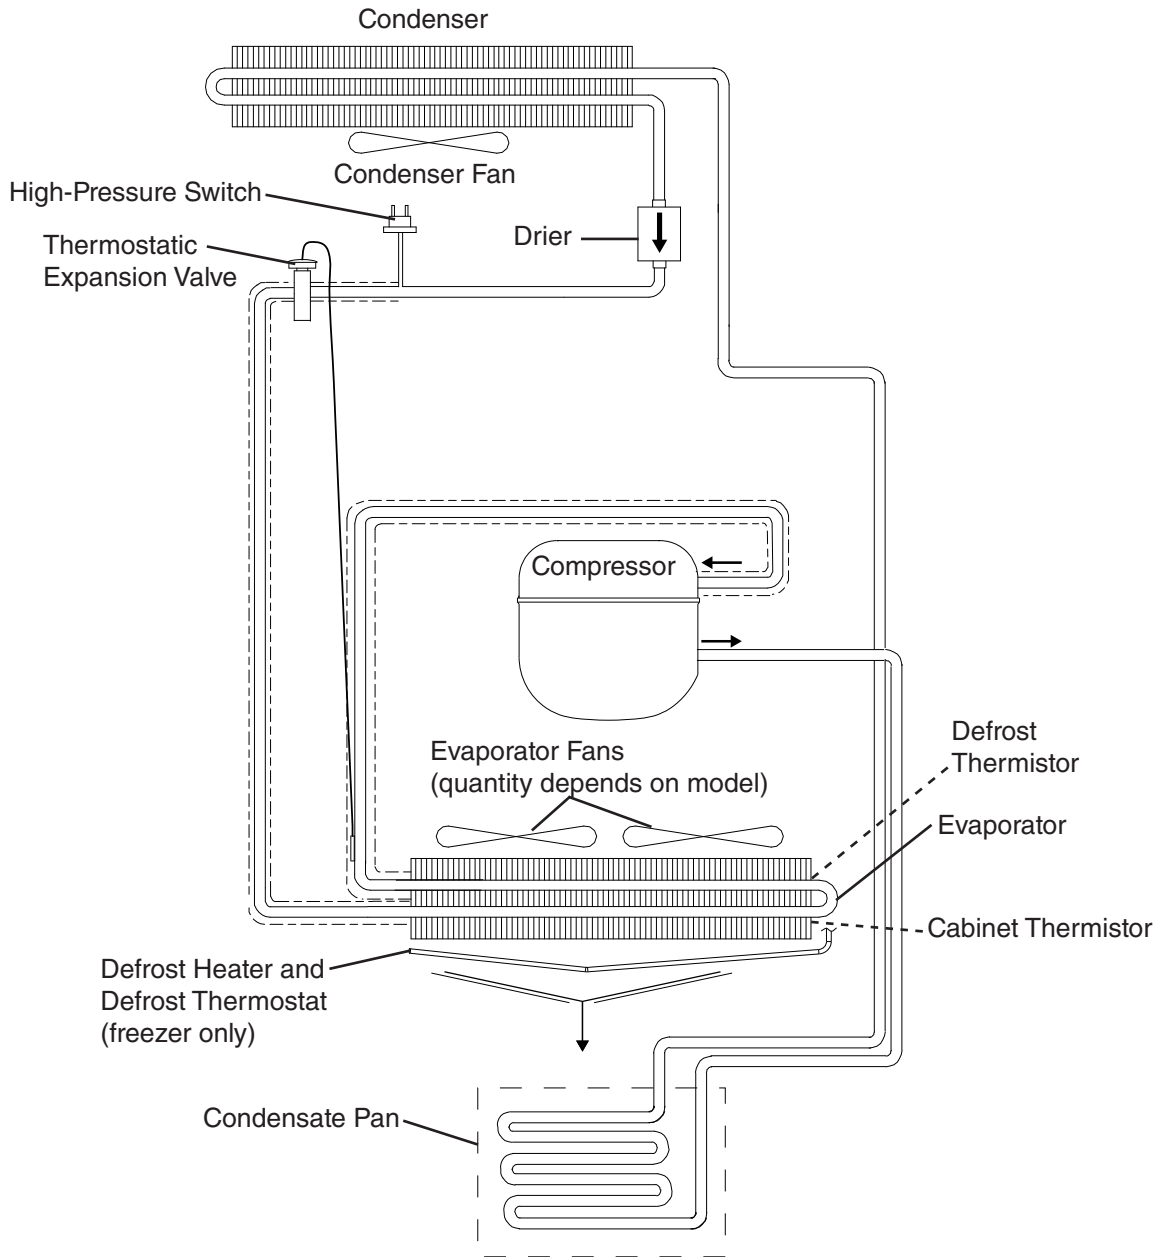 Condenser
Condenser Fan
High-Pressure Switch
Thermostatic
Expansion Valve
Drier
Compressor
Evaporator Fans
(quantity depends on model)
Defrost
Thermistor
Evaporator
Cabinet Thermistor
Defrost Heater and
Defrost Thermostat
(freezer only)
Condensate Pan